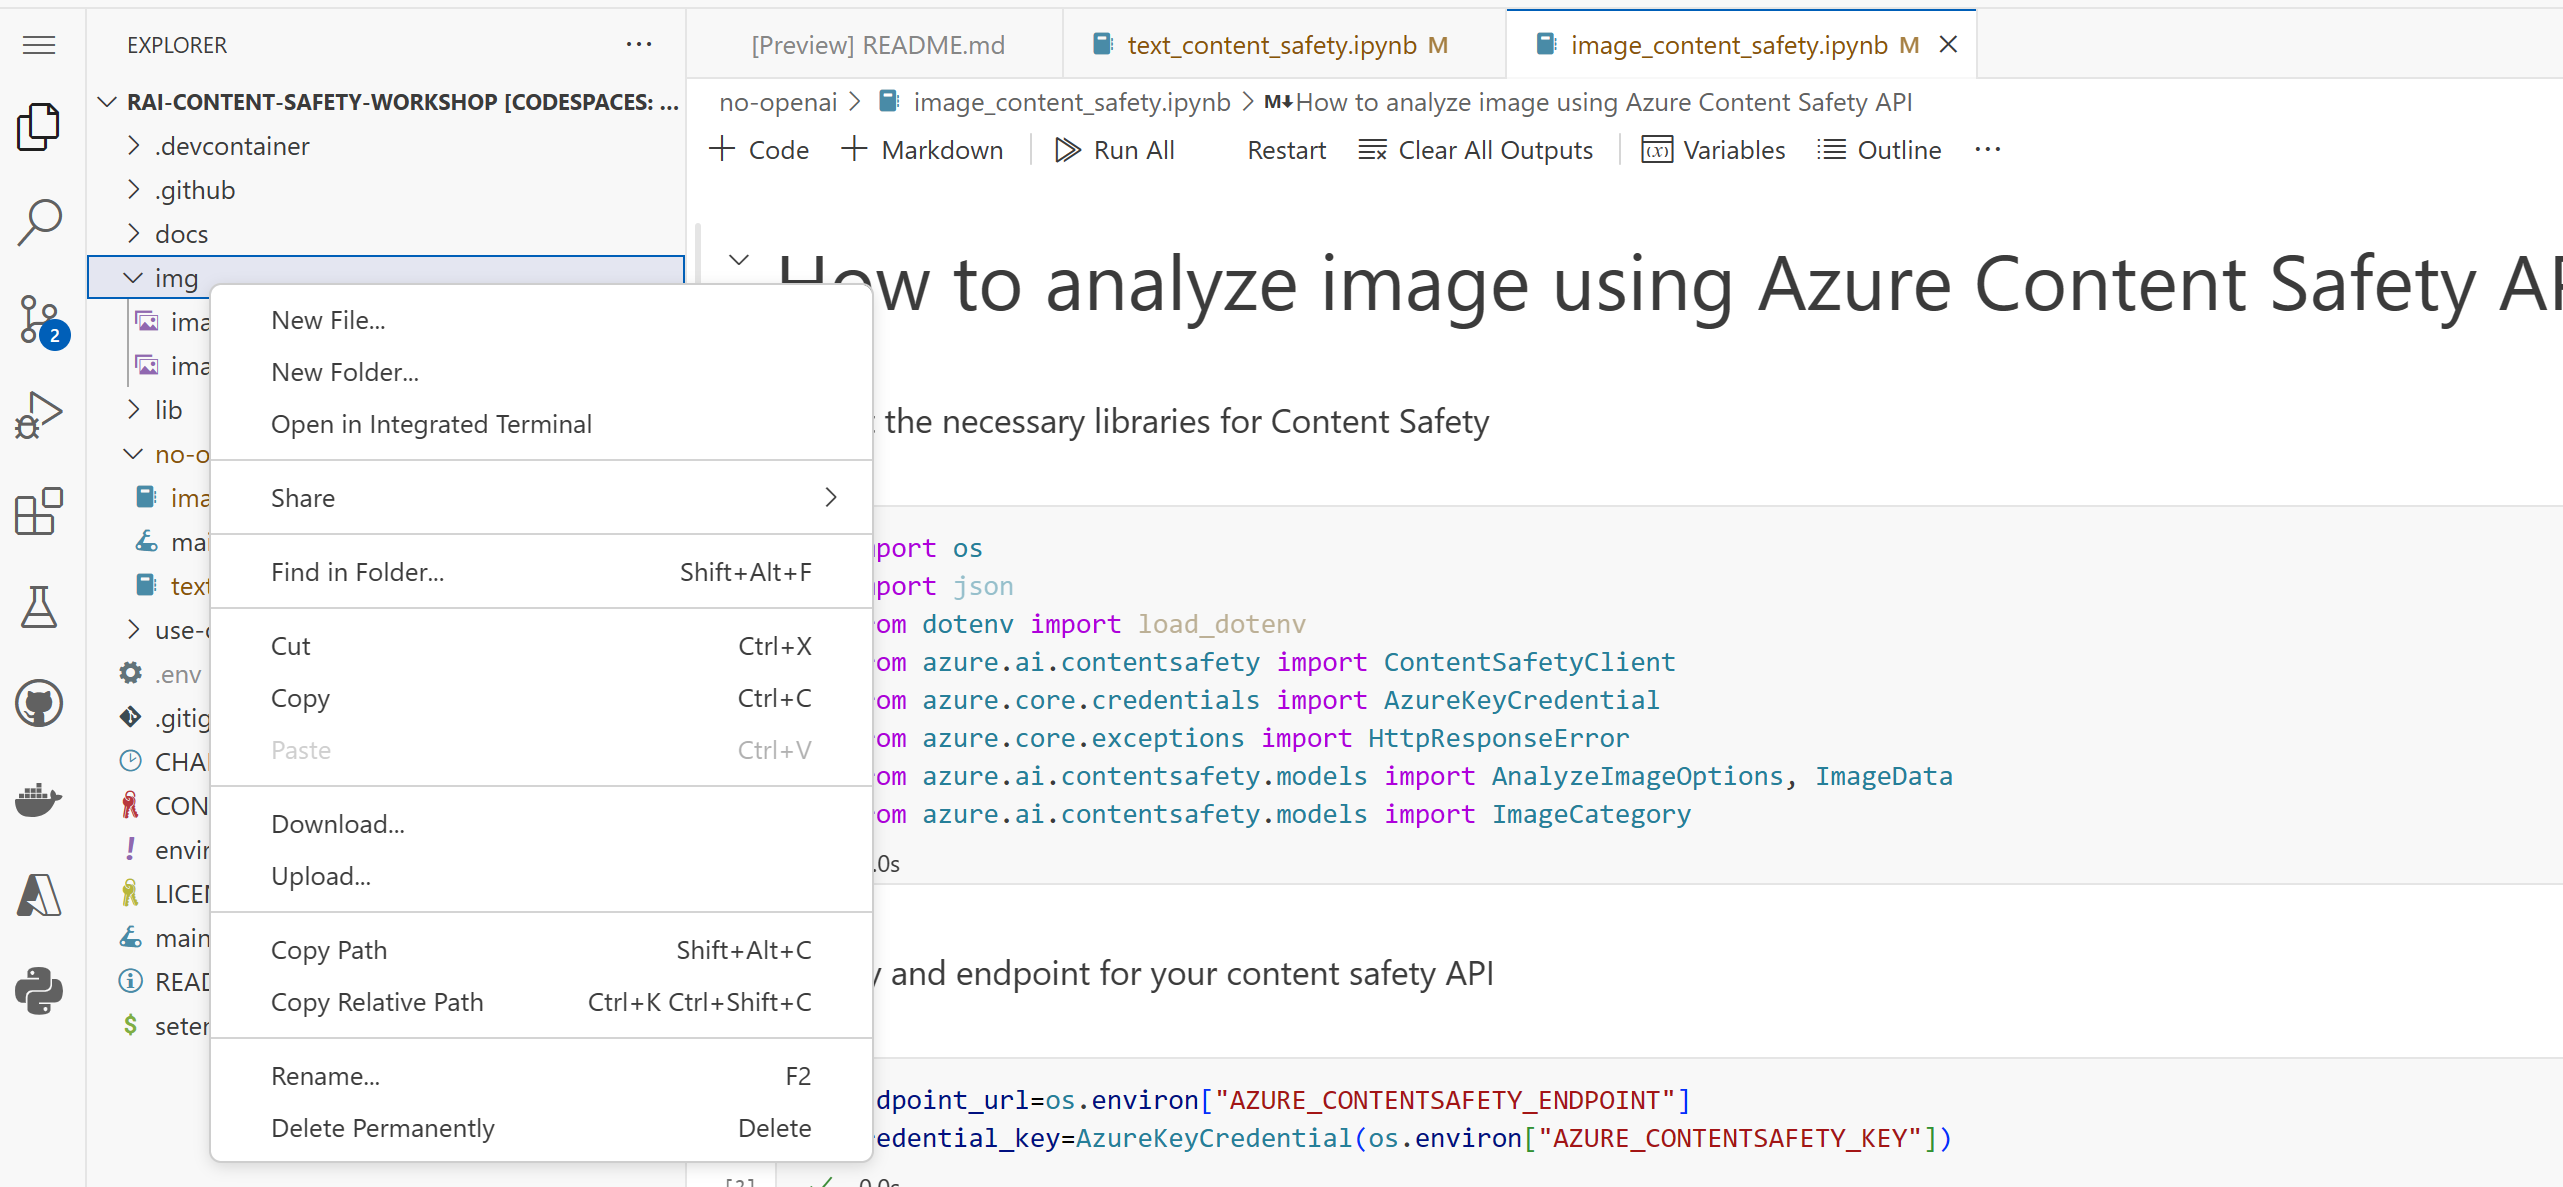 EXPLORER
[Preview] README.md
text_content_safety.ipynb M
image_content_safety.ipynb M
RAI-CONTENT-SAFETY-WORKSHOP [CODESPACES: ...
.devcontainer
.github
docs
img
ima
ima
lib
no-o
ima
mai
text
use-
.env
.gitig
CHA
CON
envir
LICEN
main
READ
seten
2
New File...
New Folder...
Open in Integrated Terminal
Share
Find in Folder... Shift+Alt+F
Cut Ctrl+X
Copy Ctrl+C
Paste Ctrl+V
Download...
Upload...
Copy Path Shift+Alt+C
Copy Relative Path Ctrl+K Ctrl+Shift+C
Rename... F2
Delete Permanently Delete
no-openai > image_content_safety.ipynb > M↓How to analyze image using Azure Content Safety API
Code Markdown Run All Restart Clear All Outputs (x) Variables Outline ...
How to analyze image using Azure Content Safety AP
the necessary libraries for Content Safety
port os
port json
om dotenv import load_dotenv
om azure.ai.contentsafety import ContentSafetyClient
om azure.core.credentials import AzureKeyCredential
om azure.core.exceptions import HttpResponseError
om azure.ai.contentsafety.models import AnalyzeImageOptions, ImageData
om azure.ai.contentsafety.models import ImageCategory
.0s
y and endpoint for your content safety API
dpoint_url=os.environ["AZURE_CONTENTSAFETY_ENDPOINT"]
edential_key=AzureKeyCredential(os.environ["AZURE_CONTENTSAFETY_KEY"])
0.0s